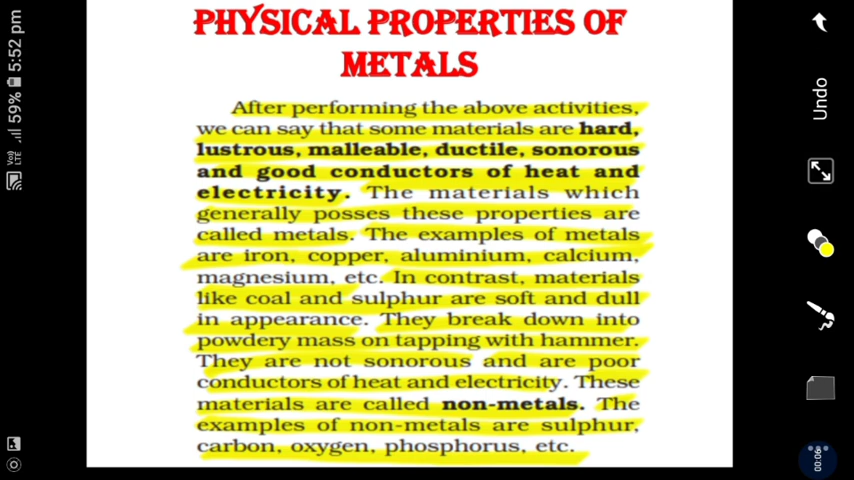 PHYSICAL PROPERTIES OF
METALS
After performing the above activities,
we can say that some materials are hard,
lustrous, malleable, ductile, sonorous
and good conductors of heat and
electricity. The materials which
generally posses these properties are
called metals. The examples of metals
are iron, copper, aluminium, calcium,
magnesium, etc. In contrast, materials
like coal and sulphur are soft and dull
in appearance. They break down into
powdery mass on tapping with hammer.
They are not sonorous and are poor
conductors of heat and electricity. These
materials are called non-metals. The
examples of non-metals are sulphur,
carbon, oxygen, phosphorus, etc.
5:52 pm
59%
Undo
00:06